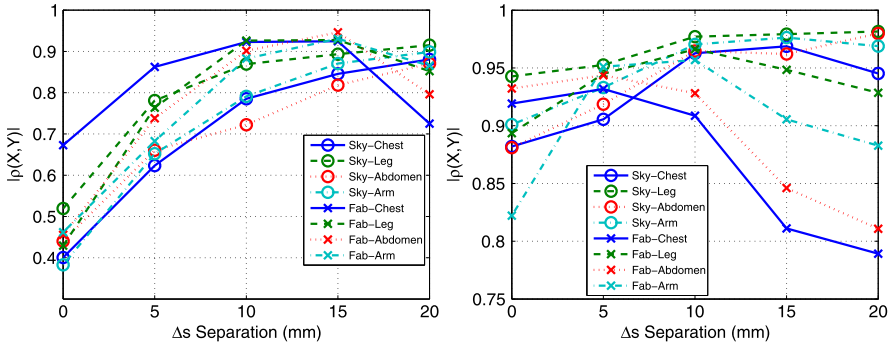 1
0.9
0.8
0.7
0.6
0.5
0.4
|ρ(X,Y)|
0 5 10 15 20
Δs Separation (mm)
Sky−Chest
Sky−Leg
Sky−Abdomen
Sky−Arm
Fab−Chest
Fab−Leg
Fab−Abdomen
Fab−Arm
1
0.95
0.9
0.85
0.8
0.75
|ρ(X,Y)|
0 5 10 15 20
Δs Separation (mm)
Sky−Chest
Sky−Leg
Sky−Abdomen
Sky−Arm
Fab−Chest
Fab−Leg
Fab−Abdomen
Fab−Arm